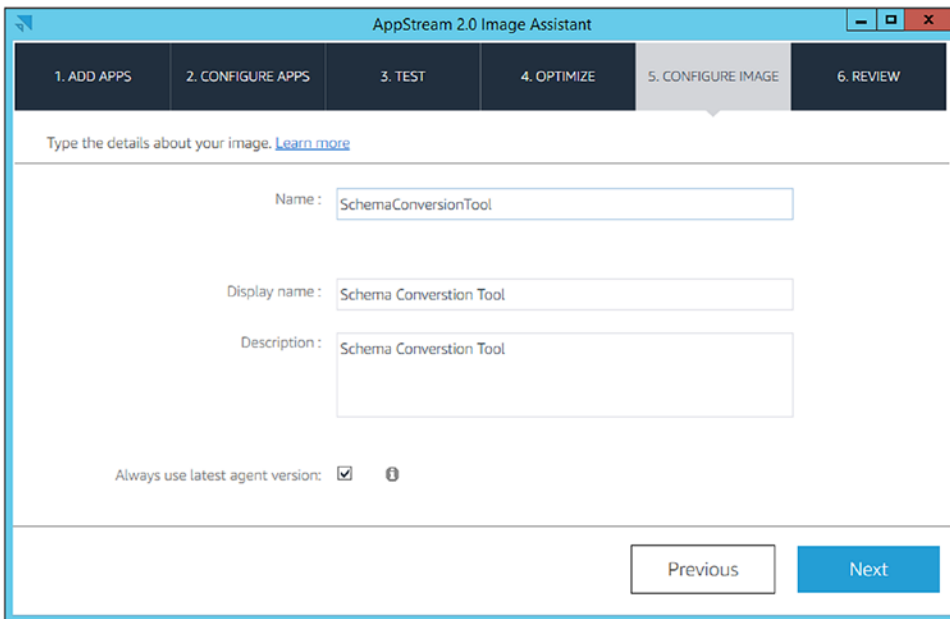 AppStream 2.0 Image Assistant
1. ADD APPS 2. CONFIGURE APPS 3. TEST 4. OPTIMIZE 5. CONFIGURE IMAGE 6. REVIEW
Type the details about your image. Learn more
Name : SchemaConversionTool
Display name : Schema Converstion Tool
Description : Schema Converstion Tool
Always use latest agent version:
Previous Next